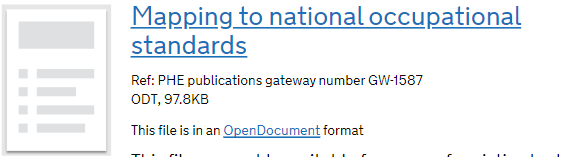 Mapping to national occupational
standards
Ref: PHE publications gateway number GW-1587
ODT, 97.8KB
This file is in an OpenDocument format